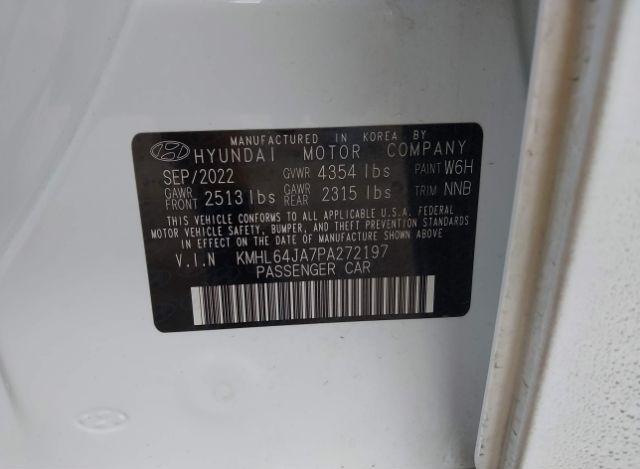 MANUFACTURED IN KOREA BY
HYUNDAI MOTOR COMPANY
SEP/2022 GVWR 4354 lbs PAINT W6H
GAWR FRONT 2513 lbs GAWR REAR 2315 lbs TRIM NNB
THIS VEHICLE CONFORMS TO ALL APPLICABLE U.S.A. FEDERAL
MOTOR VEHICLE SAFETY, BUMPER, AND THEFT PREVENTION STANDARDS
IN EFFECT ON THE DATE OF MANUFACTURE SHOWN ABOVE.
V.I.N KMHL64JA7PA272197
PASSENGER CAR